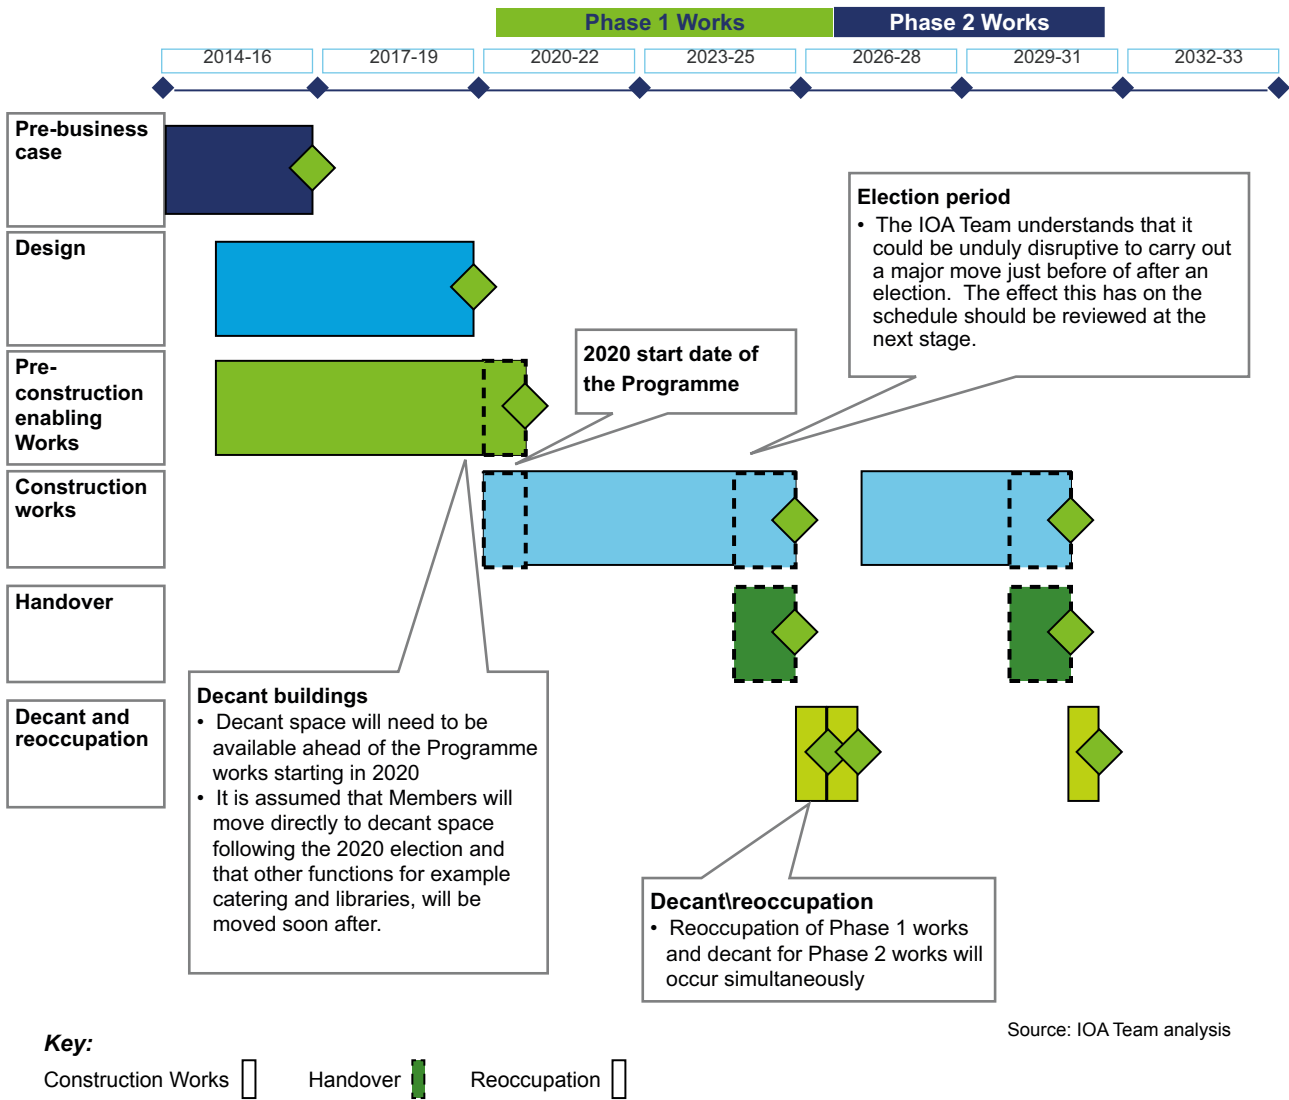 Phase 1 Works
Phase 2 Works
2014-16
2017-19
2020-22
2023-25
2026-28
2029-31
2032-33
Pre-business
case
Design
Pre-
construction
enabling
Works
Construction
works
Handover
Decant and
reoccupation
Election period
• The IOA Team understands that it
could be unduly disruptive to carry out
a major move just before of after an
election. The effect this has on the
schedule should be reviewed at the
next stage.
2020 start date of
the Programme
Decant buildings
• Decant space will need to be
available ahead of the Programme
works starting in 2020
• It is assumed that Members will
move directly to decant space
following the 2020 election and
that other functions for example
catering and libraries, will be
moved soon after.
Decant\reoccupation
• Reoccupation of Phase 1 works
and decant for Phase 2 works will
occur simultaneously
Source: IOA Team analysis
Key:
Construction Works
Handover
Reoccupation